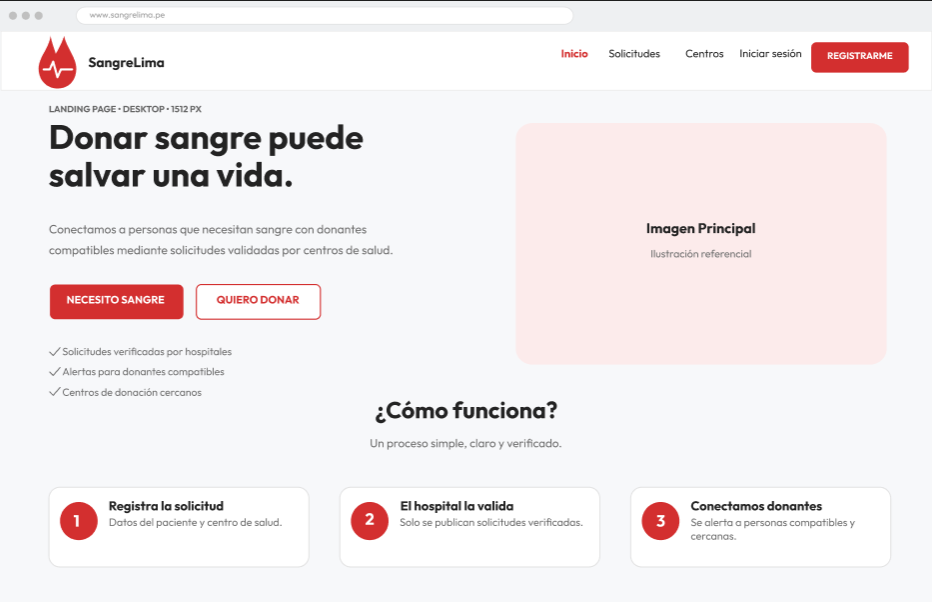 www.sangrelima.pe
SangreLima
Inicio
Solicitudes
Centros
Iniciar sesión
REGISTRARME
LANDING PAGE • DESKTOP • 1512 PX
Donar sangre puede
salvar una vida.
Conectamos a personas que necesitan sangre con donantes
compatibles mediante solicitudes validadas por centros de salud.
NECESITO SANGRE
QUIERO DONAR
Solicitudes verificadas por hospitales
Alertas para donantes compatibles
Centros de donación cercanos
Imagen Principal
Ilustración referencial
¿Cómo funciona?
Un proceso simple, claro y verificado.
1
Registra la solicitud
Datos del paciente y centro de salud.
2
El hospital la valida
Solo se publican solicitudes verificadas.
3
Conectamos donantes
Se alerta a personas compatibles y
cercanas.